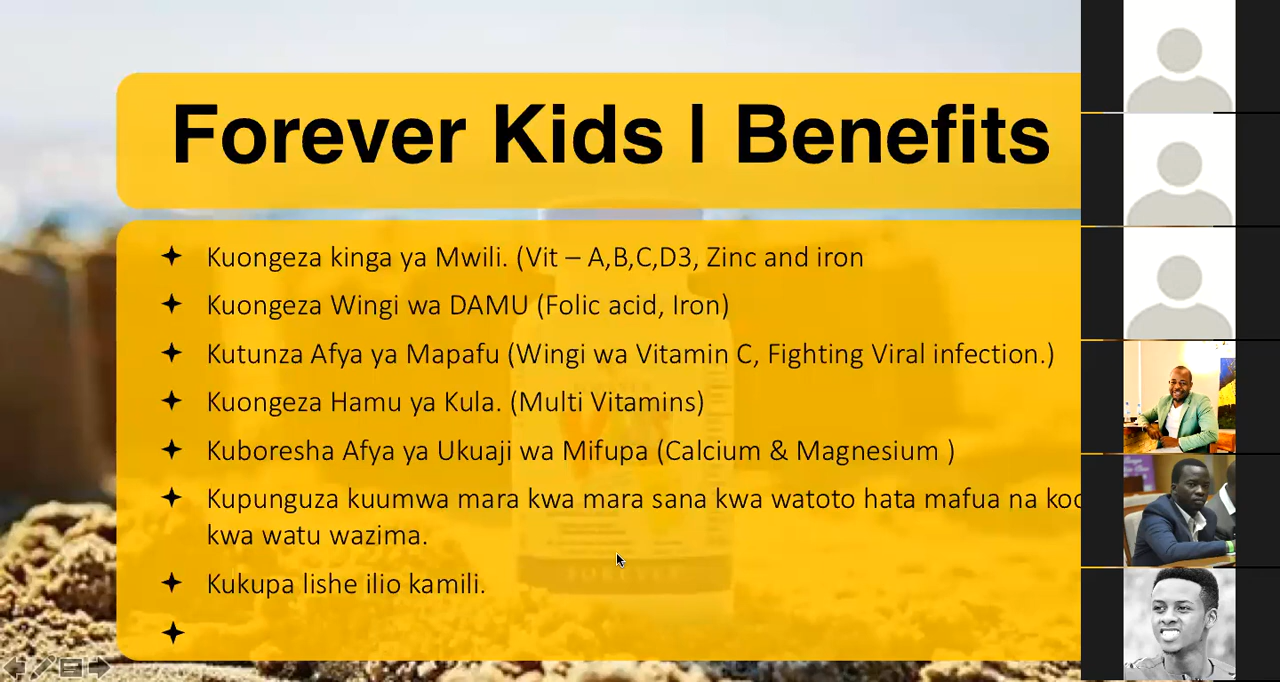 Forever Kids | Benefits
Kuongeza kinga ya Mwili. (Vit – A,B,C,D3, Zinc and iron
Kuongeza Wingi wa DAMU (Folic acid, Iron)
Kutunza Afya ya Mapafu (Wingi wa Vitamin C, Fighting Viral infection.)
Kuongeza Hamu ya Kula. (Multi Vitamins)
Kuboresha Afya ya Ukuaji wa Mifupa (Calcium & Magnesium )
Kupunguza kuumwa mara kwa mara sana kwa watoto hata mafua na
kwa watu wazima.
Kukupa lishe ilio kamili.